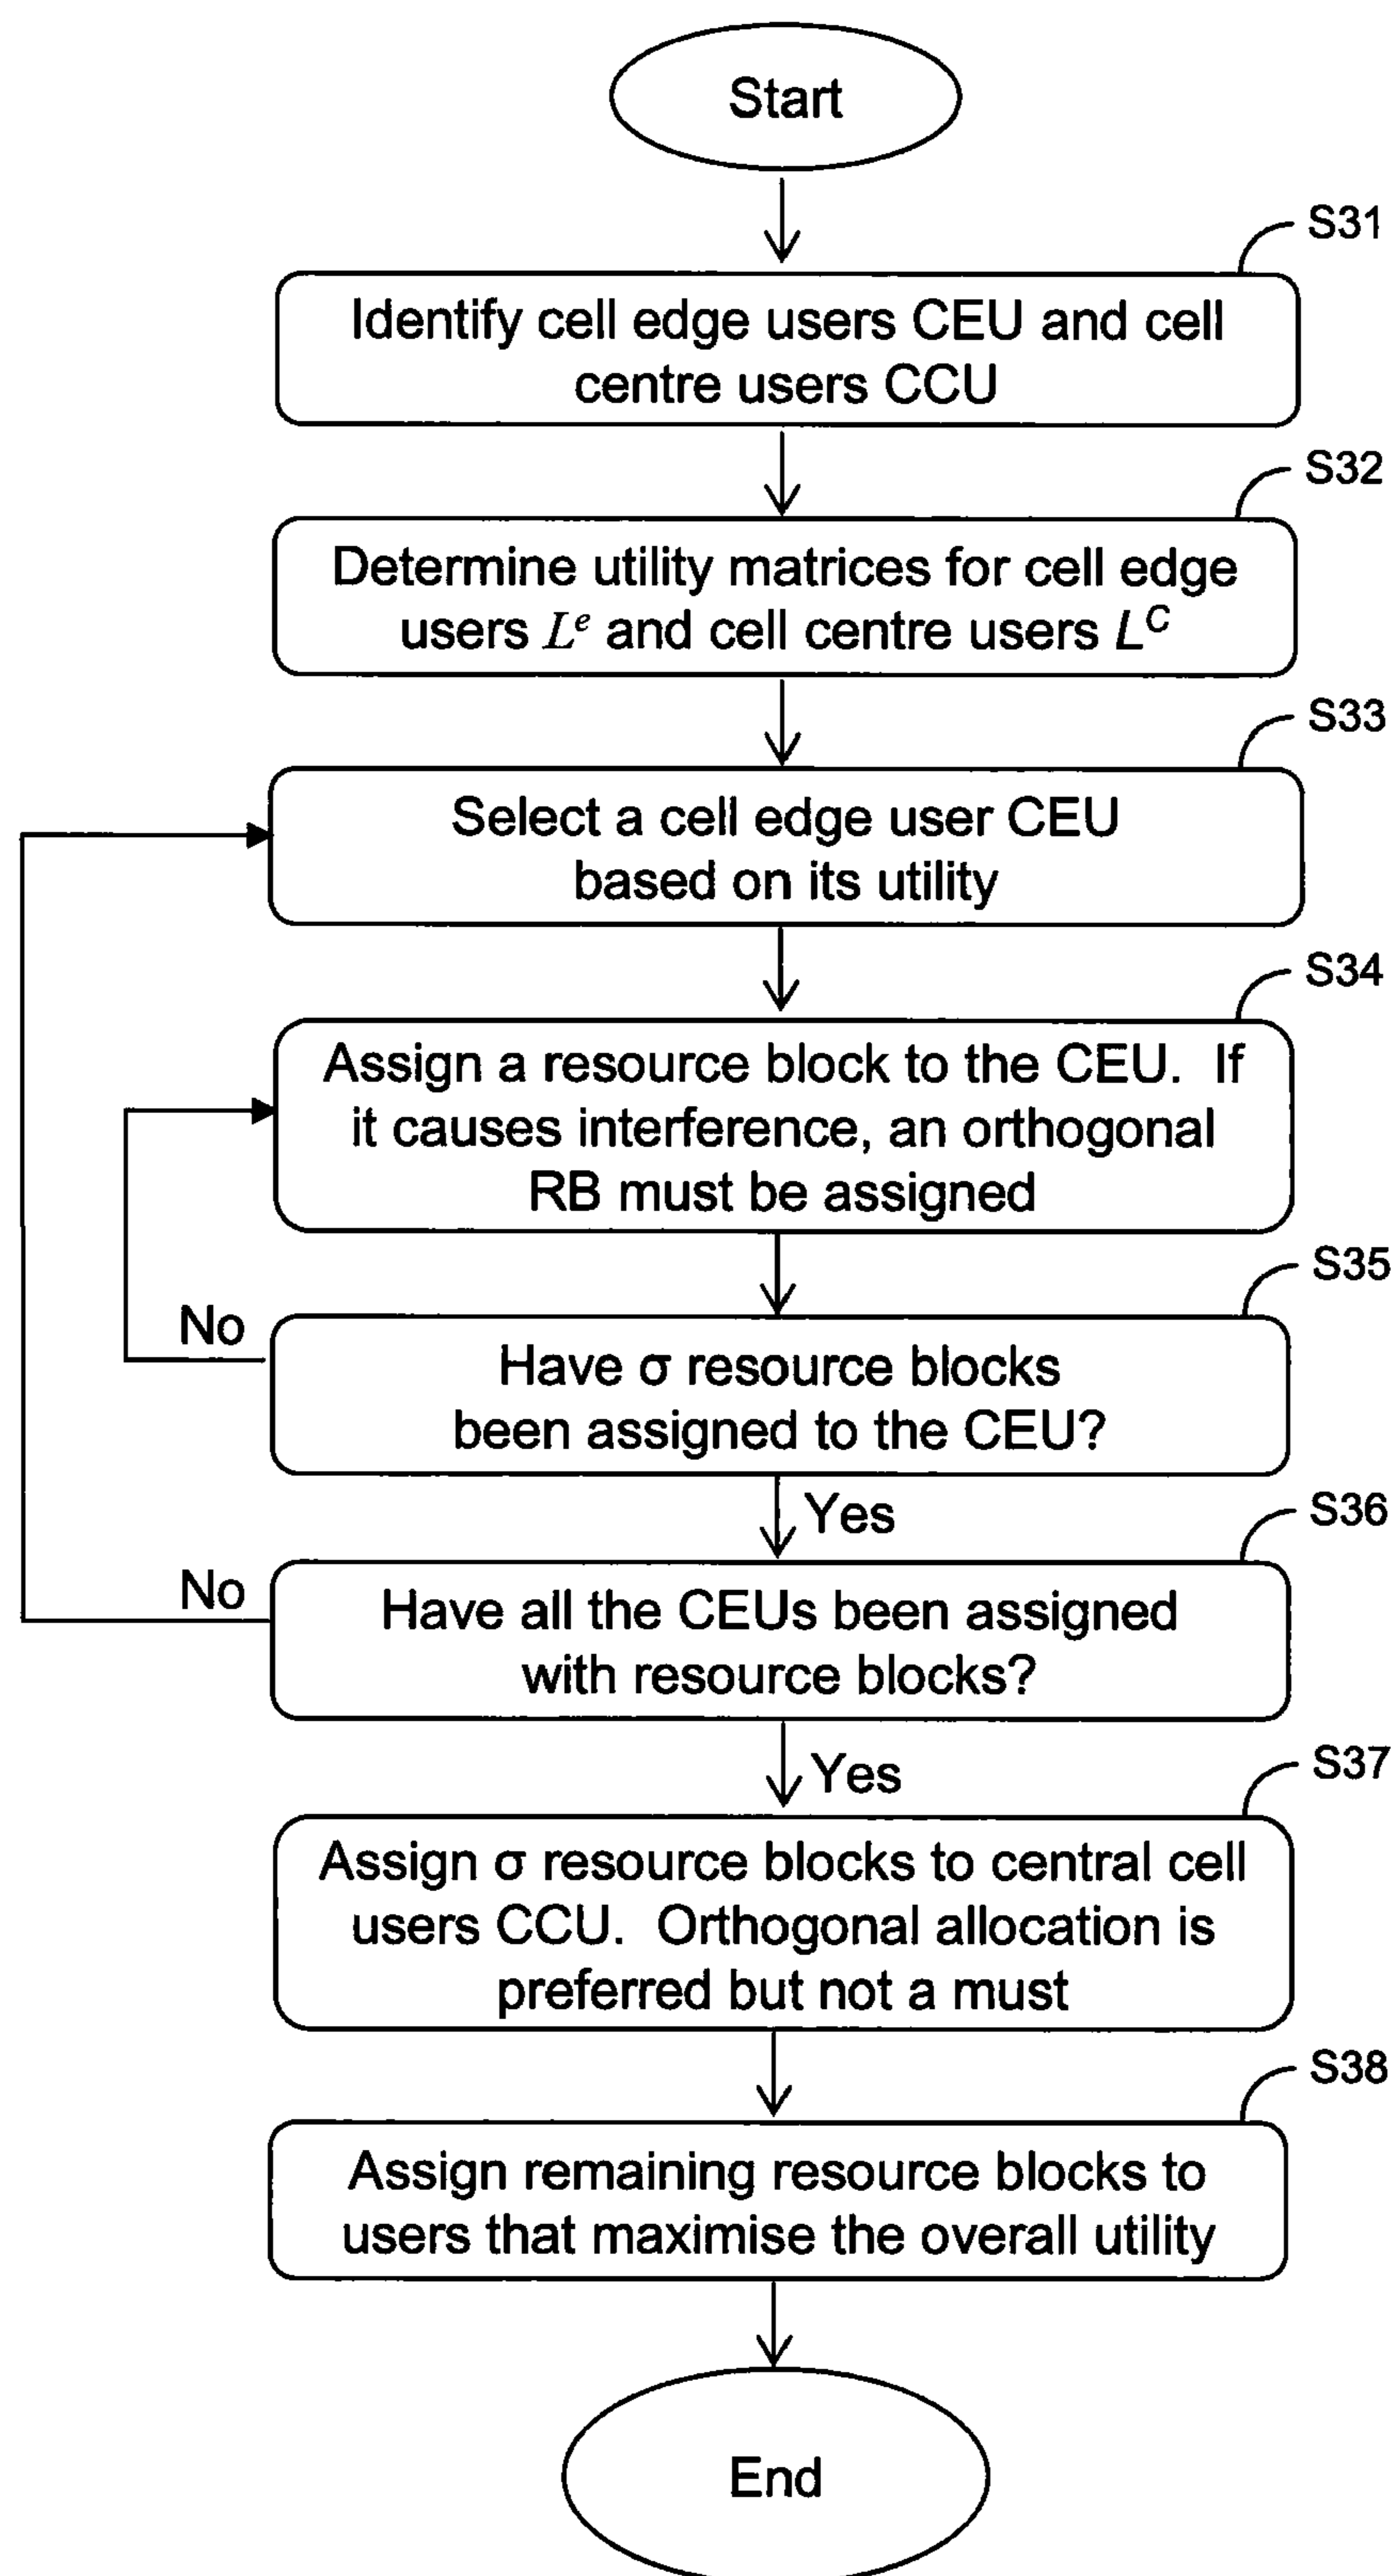 Start
S31
Identify cell edge users CEU and cell
centre users CCU
S32
Determine utility matrices for cell edge
users Lᵉ and cell centre users Lᶜ
S33
Select a cell edge user CEU
based on its utility
S34
Assign a resource block to the CEU. If
it causes interference, an orthogonal
RB must be assigned
S35
No
Have σ resource blocks
been assigned to the CEU?
Yes
S36
No
Have all the CEUs been assigned
with resource blocks?
Yes
S37
Assign σ resource blocks to central cell
users CCU. Orthogonal allocation is
preferred but not a must
S38
Assign remaining resource blocks to
users that maximise the overall utility
End